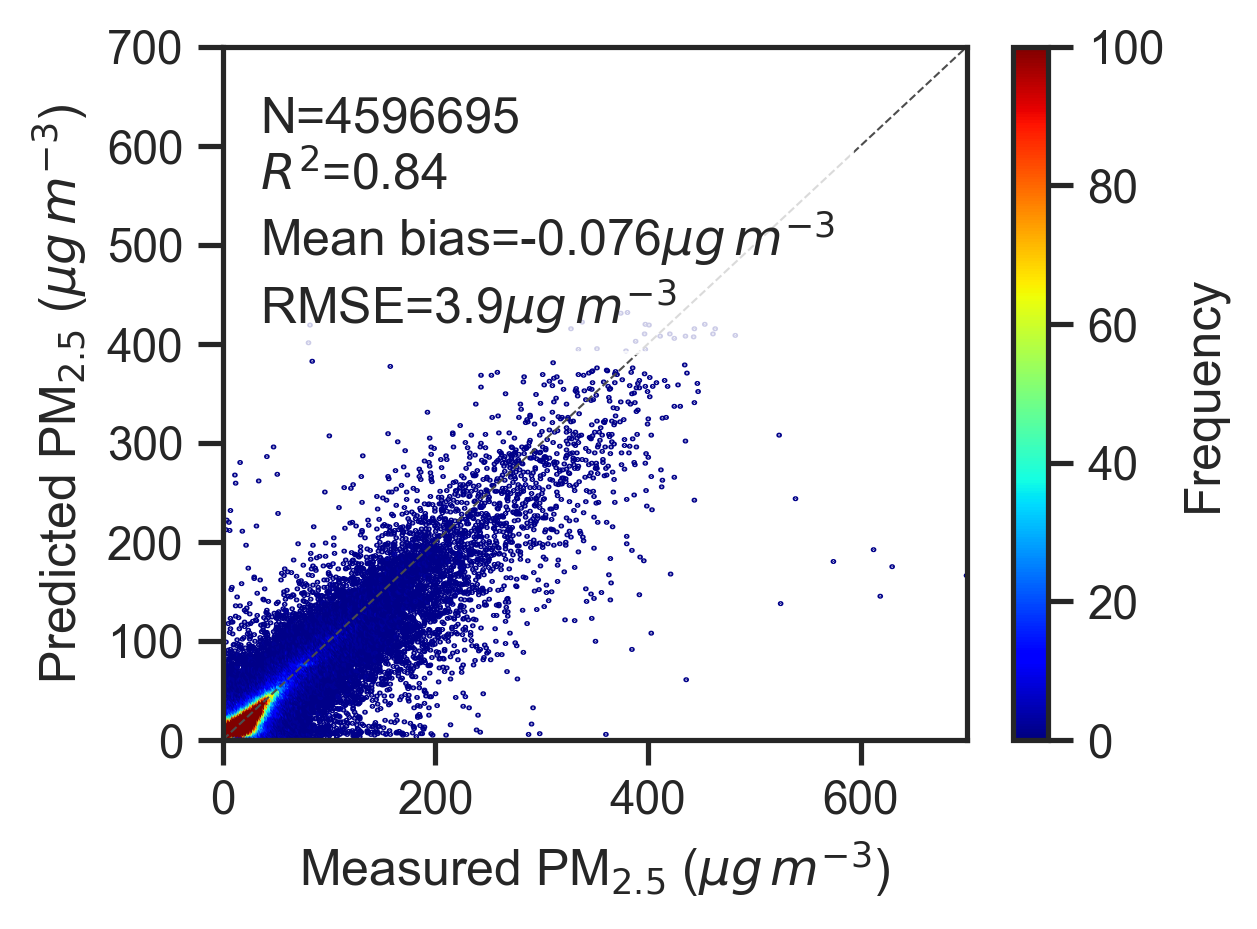 700
600
500
400
300
200
100
0
Predicted PM2.5 (μg m−3)
N=4596695
R2=0.84
Mean bias=-0.076μg m−3
RMSE=3.9μg m−3
0 200 400 600
Measured PM2.5 (μg m−3)
100
80
60
40
20
0
Frequency